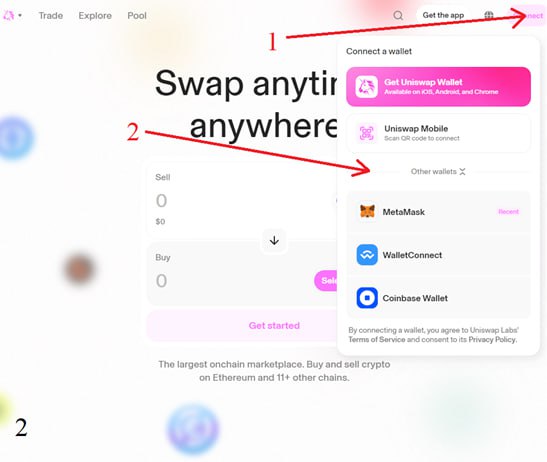 Trade Explore Pool Get the app
1
Connect a wallet
Get Uniswap Wallet
Available on iOS, Android, and Chrome
Uniswap Mobile
Scan QR code to connect
2
Other wallets
MetaMask Recent
WalletConnect
Coinbase Wallet
By connecting a wallet, you agree to Uniswap Labs'
Terms of Service and consent to its Privacy Policy.
Swap anytim
anywhere
Sell
0
$0
Buy
0
Sele
Get started
The largest onchain marketplace. Buy and sell crypto
on Ethereum and 11+ other chains.
2